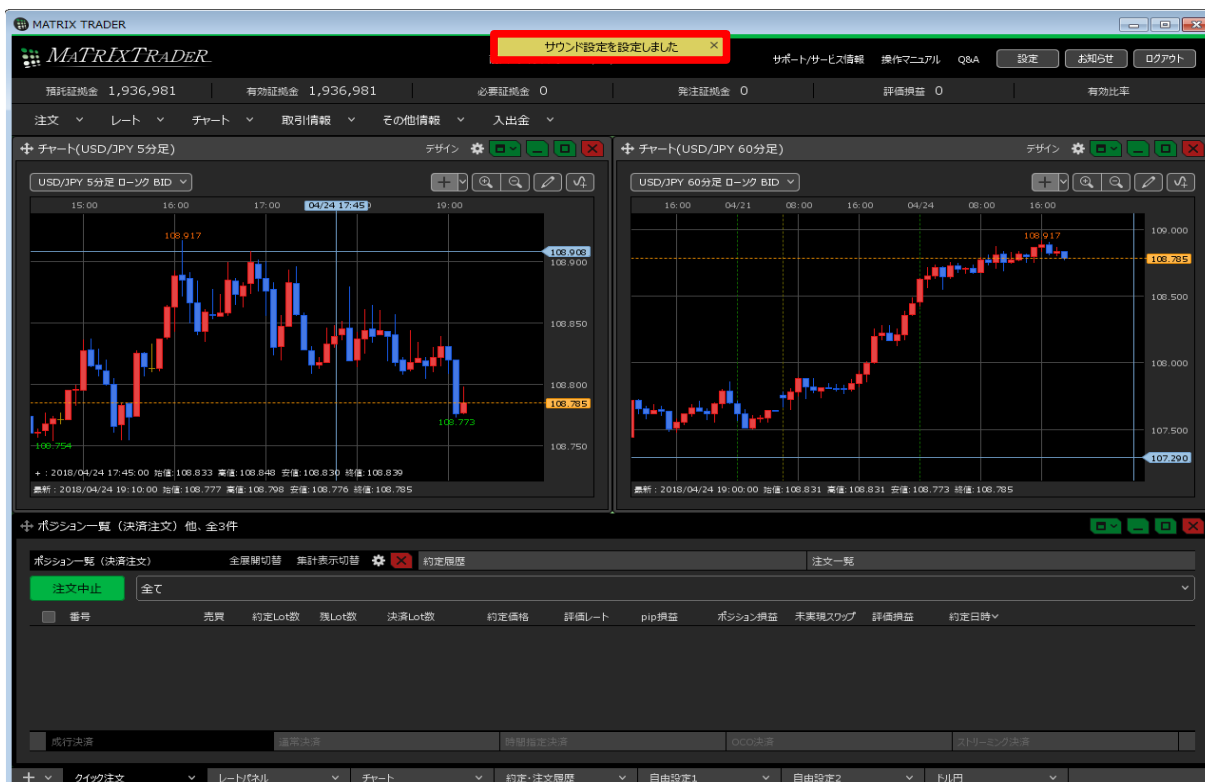 MATRIX TRADER
MATRIXTRADER
サウンド設定を設定しました ×
サポート/サービス情報 操作マニュアル Q&A 設定 お知らせ ログアウト
預託証拠金 1,936,981 有効証拠金 1,936,981 必要証拠金 0 発注証拠金 0 評価損益 0 有効比率
注文 レート チャート 取引情報 その他情報 入出金
チャート(USD/JPY 5分足) デザイン
USD/JPY 5分足 ローソク BID
15:00 16:00 17:00 04/24 17:45 19:00
108.917
108.908
108.900
108.850
108.800
108.785
108.773
108.754
108.750
+ : 2018/04/24 17:45:00 始値:108.833 高値:108.848 安値:108.830 終値:108.839
最新 : 2018/04/24 19:10:00 始値:108.777 高値:108.798 安値:108.776 終値:108.785
チャート(USD/JPY 60分足) デザイン
USD/JPY 60分足 ローソク BID
16:00 04/21 08:00 16:00 04/24 08:00 16:00
109.000
108.917
108.785
108.500
108.000
107.500
107.290
最新 : 2018/04/24 19:00:00 始値:108.831 高値:108.831 安値:108.773 終値:108.785
ポジション一覧（決済注文）他、全3件
ポジション一覧（決済注文） 全展開切替 集計表示切替 約定履歴 注文一覧
注文中止 全て
番号 売買 約定Lot数 残Lot数 決済Lot数 約定価格 評価レート pip損益 ポジション損益 未実現スワップ 評価損益 約定日時
成行決済 通常決済 時間指定決済 OCO決済 ストリーミング決済
クイック注文 レートパネル チャート 約定・注文履歴 自由設定1 自由設定2 ドル円